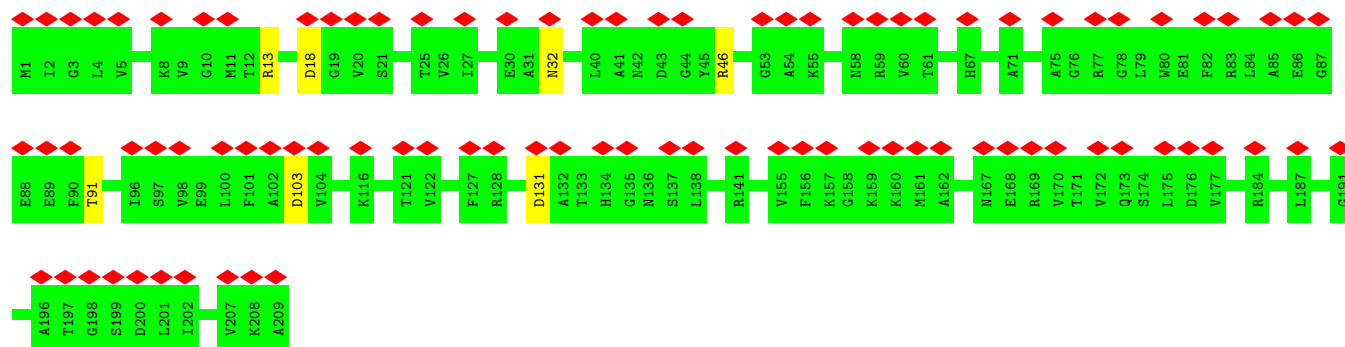 M1 I2 G3 L4 V5 K8 V9 G10 M11 T12 R13 D18 G19 V20 S21 T25 V26 I27 E30 A31 N32 L40 A41 N42 D43 G44 Y45 R46 G53 A54 K55 N58 R59 V60 T61 H67 A71 A75 G76 R77 G78 L79 W80 E81 F82 R83 L84 A85 E86 G87
E88 E89 F90 T91 I96 S97 V98 E99 L100 F101 A102 D103 V104 K116 T121 V122 F127 R128 D131 A132 T133 H134 G135 N136 S137 L138 R141 V155 F156 K157 G158 K159 K160 M161 A162 N167 E168 R169 V170 T171 V172 Q173 S174 L175 D176 V177 R184 L187 G191
A196 T197 G198 S199 D200 L201 I202 V207 K208 A209